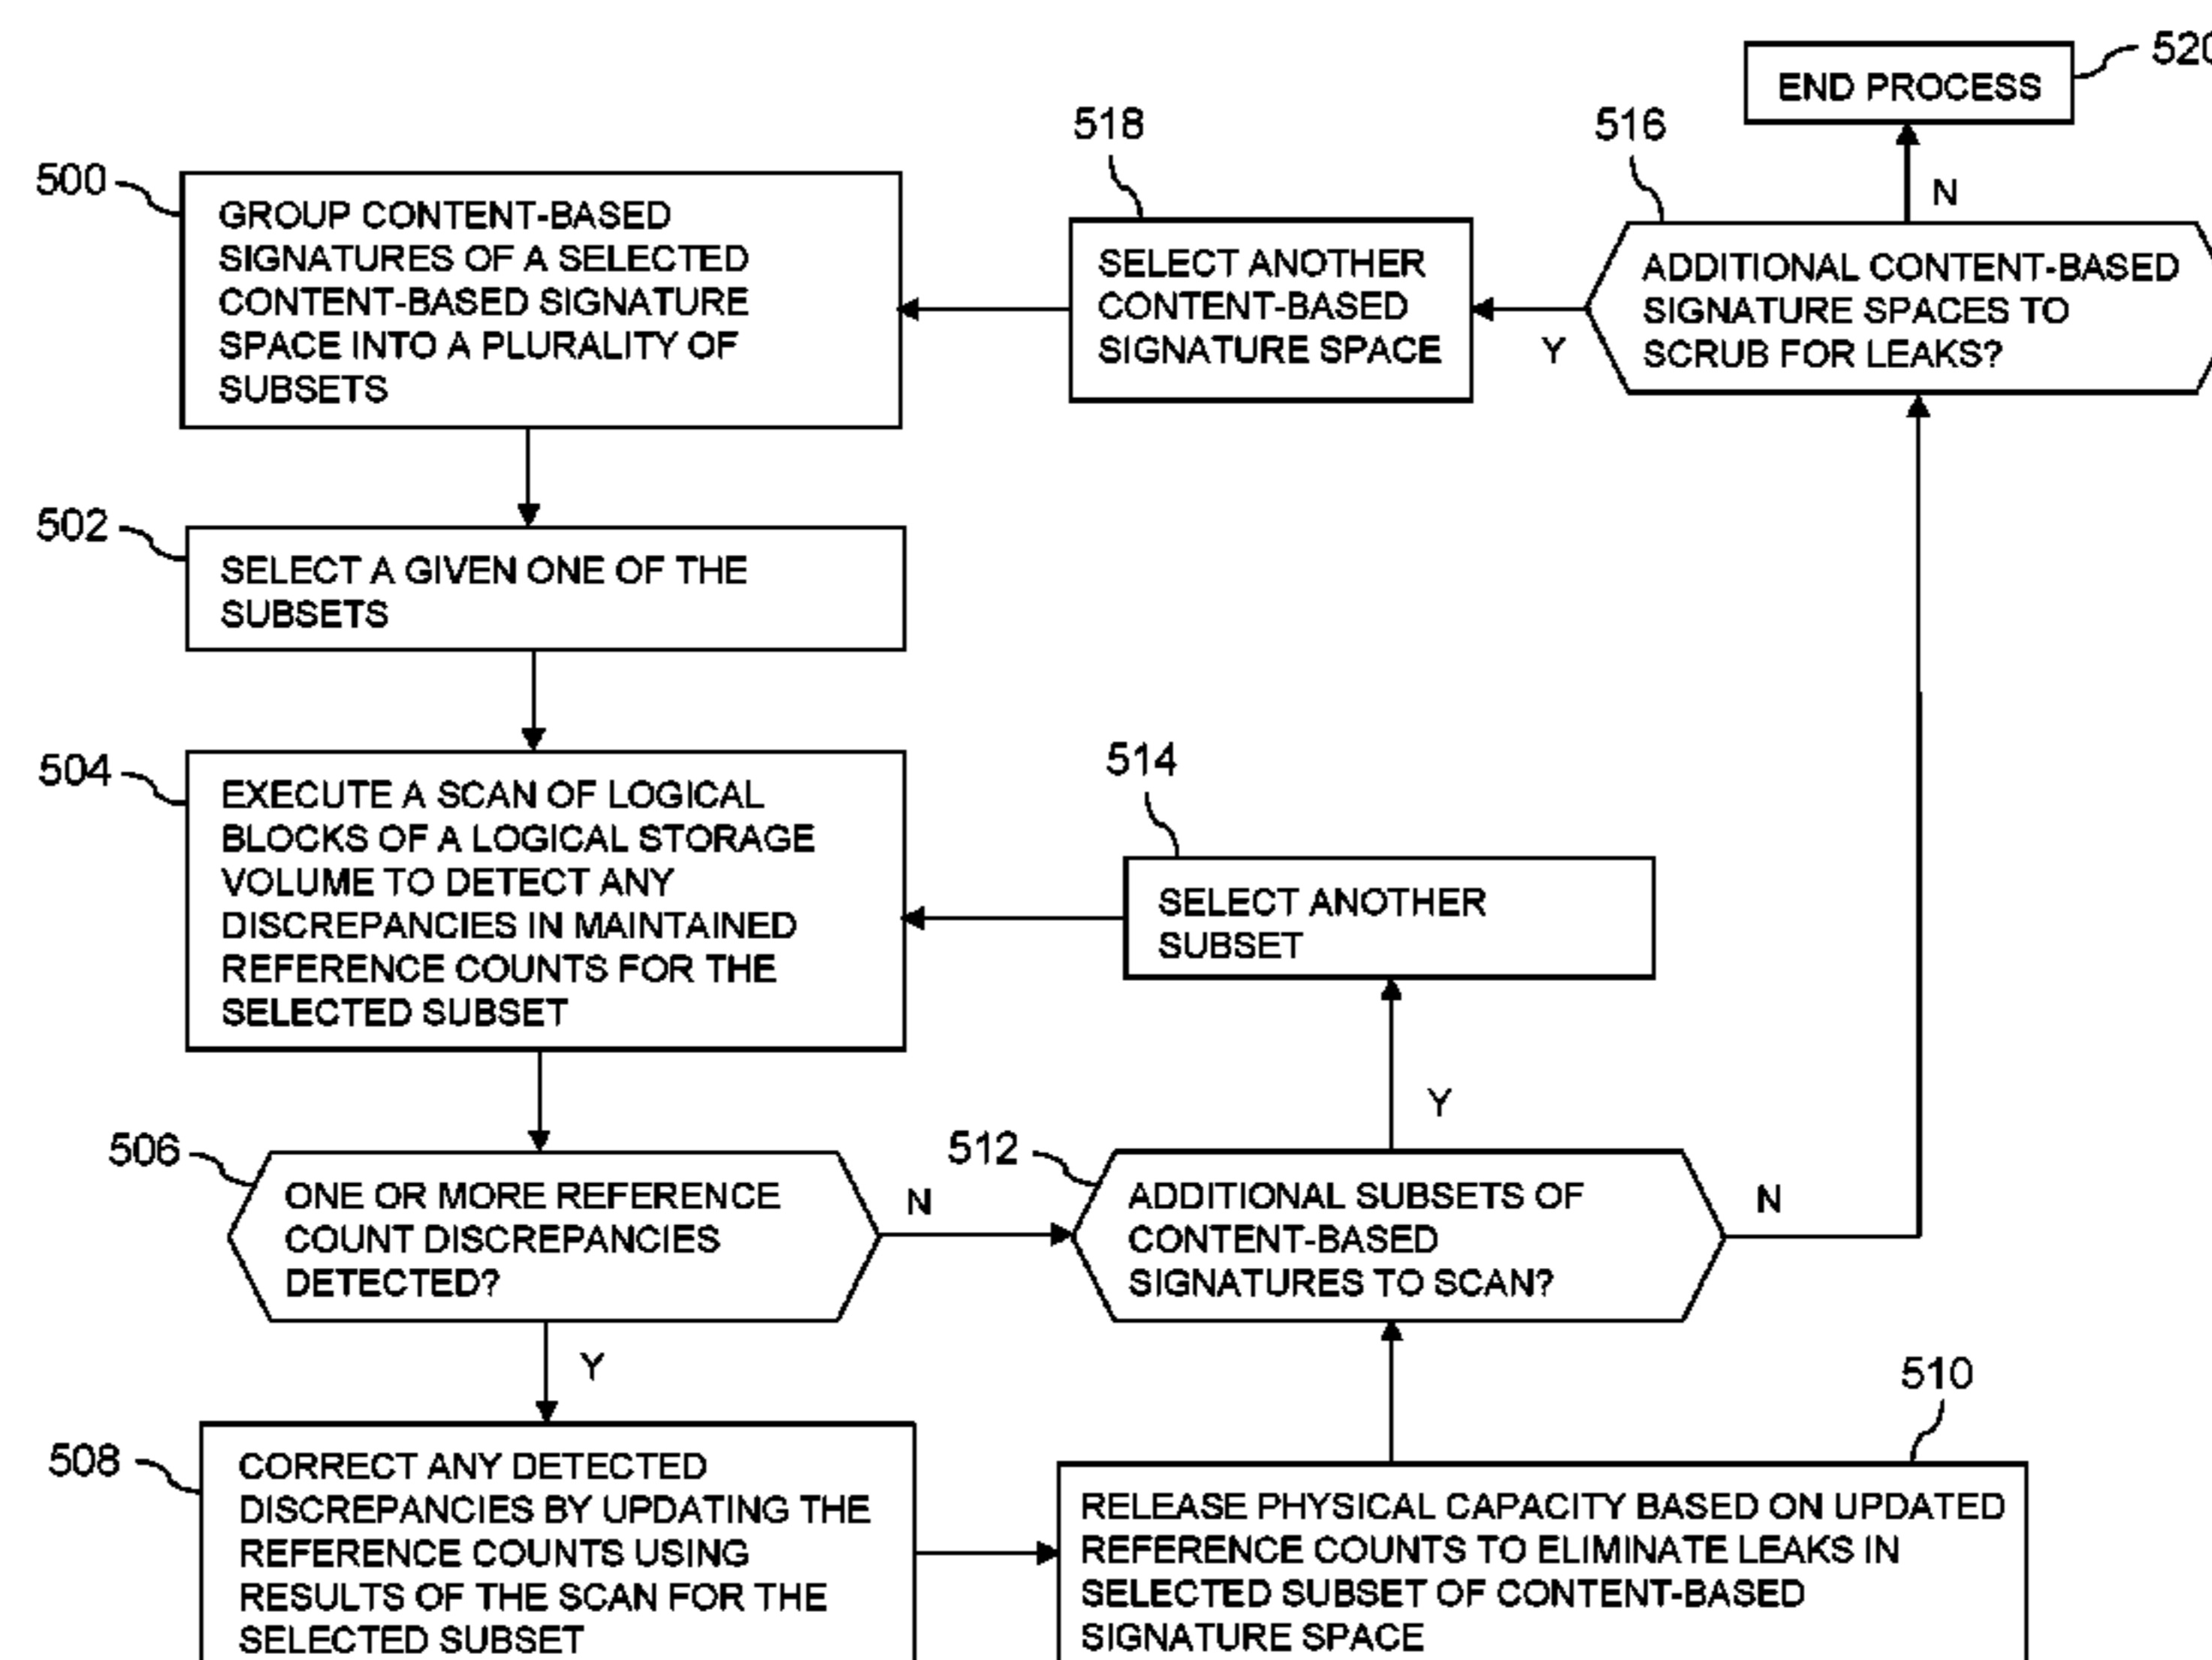 520
END PROCESS
518
516
500
N
GROUP CONTENT-BASED
SIGNATURES OF A SELECTED
CONTENT-BASED SIGNATURE
SPACE INTO A PLURALITY OF
SUBSETS
SELECT ANOTHER
CONTENT-BASED
SIGNATURE SPACE
Y
ADDITIONAL CONTENT-BASED
SIGNATURE SPACES TO
SCRUB FOR LEAKS?
502
SELECT A GIVEN ONE OF THE
SUBSETS
504
EXECUTE A SCAN OF LOGICAL
BLOCKS OF A LOGICAL STORAGE
VOLUME TO DETECT ANY
DISCREPANCIES IN MAINTAINED
REFERENCE COUNTS FOR THE
SELECTED SUBSET
514
SELECT ANOTHER
SUBSET
Y
506
ONE OR MORE REFERENCE
COUNT DISCREPANCIES
DETECTED?
N
512
ADDITIONAL SUBSETS OF
CONTENT-BASED
SIGNATURES TO SCAN?
N
Y
510
508
CORRECT ANY DETECTED
DISCREPANCIES BY UPDATING THE
REFERENCE COUNTS USING
RESULTS OF THE SCAN FOR THE
SELECTED SUBSET
RELEASE PHYSICAL CAPACITY BASED ON UPDATED
REFERENCE COUNTS TO ELIMINATE LEAKS IN
SELECTED SUBSET OF CONTENT-BASED
SIGNATURE SPACE